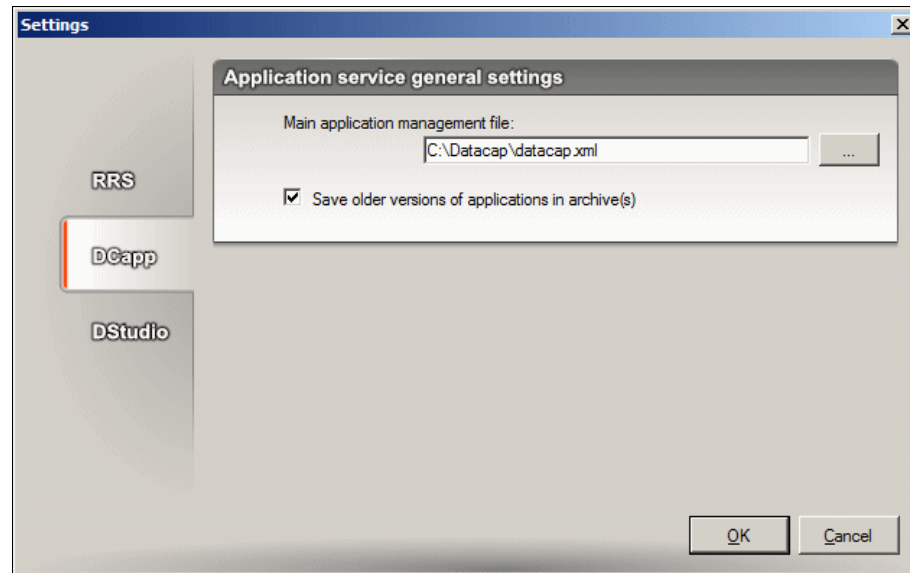 Settings
Application service general settings
Main application management file:
C:\Datacap\datacap.xml
...
Save older versions of applications in archive(s)
RRS
DCapp
DStudio
OK
Cancel